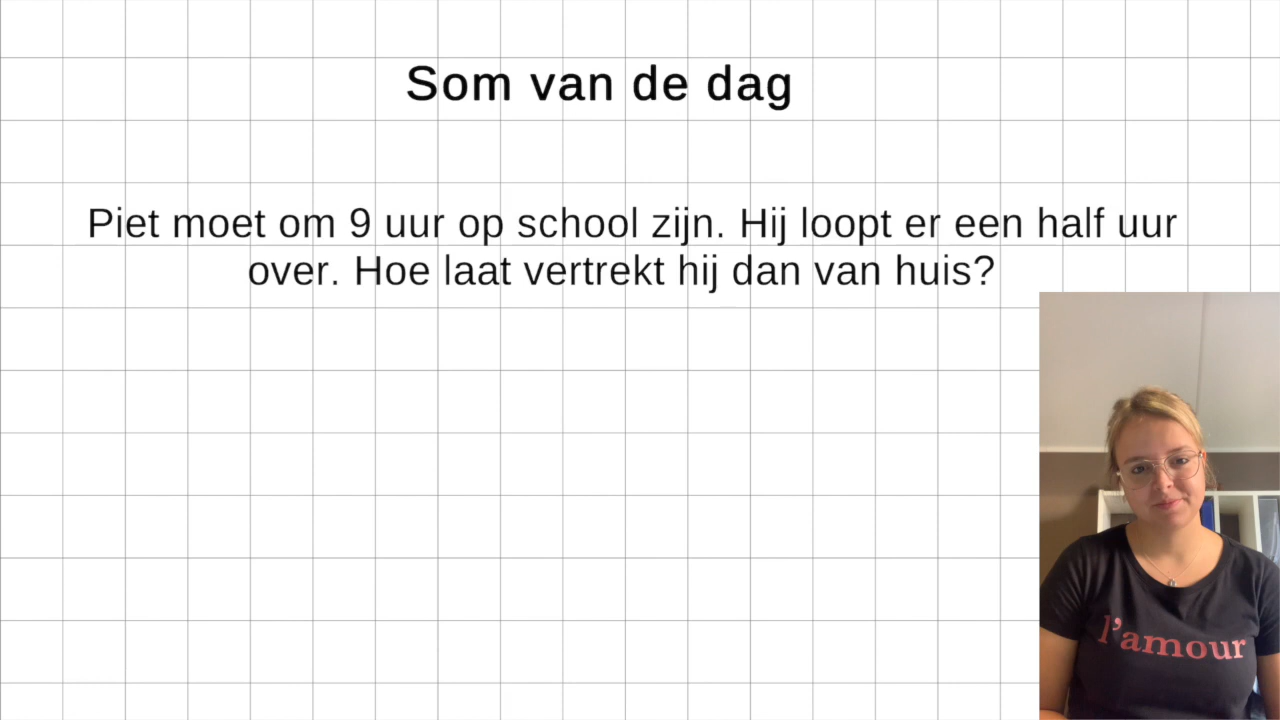 Som van de dag
Piet moet om 9 uur op school zijn. Hij loopt er een half uur
over. Hoe laat vertrekt hij dan van huis?
l'amour